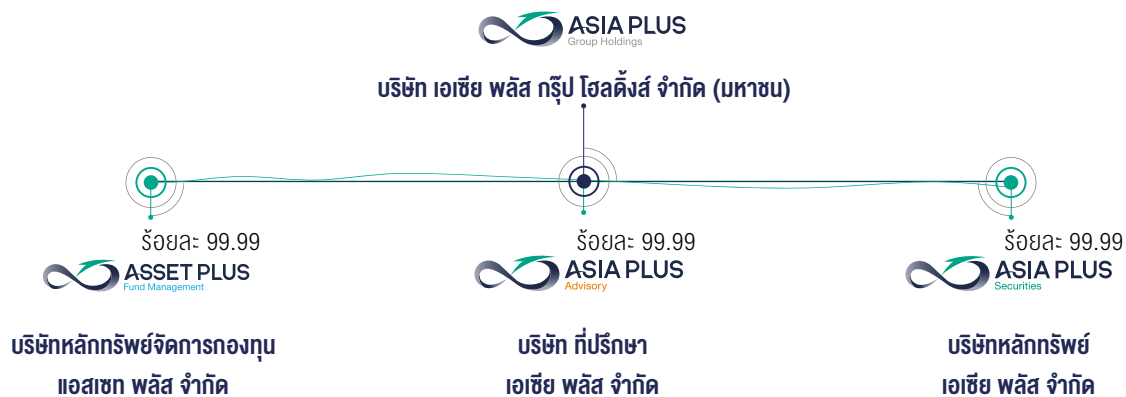 ASIA PLUS
Group Holdings
บริษัท เอเซีย พลัส กรุ๊ป โฮลดิ้งส์ จำกัด (มหาชน)
ร้อยละ 99.99 ร้อยละ 99.99 ร้อยละ 99.99
ASSET PLUS ASIA PLUS ASIA PLUS
Fund Management Advisory Securities
บริษัทหลักทรัพย์จัดการกองทุน บริษัท ที่ปรึกษา บริษัทหลักทรัพย์
แอสเซท พลัส จำกัด เอเซีย พลัส จำกัด เอเซีย พลัส จำกัด